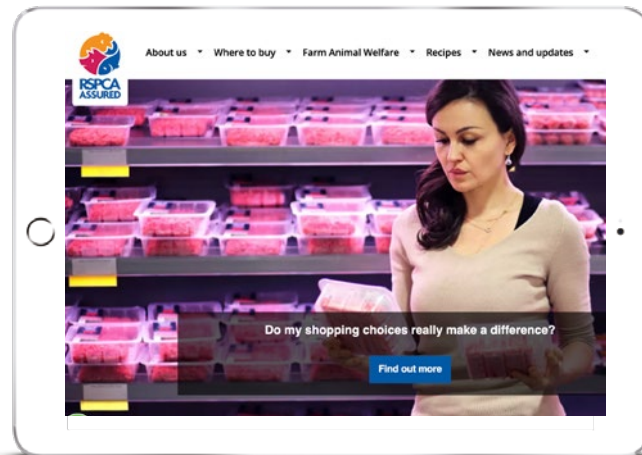 RSPCA
ASSURED
About us Where to buy Farm Animal Welfare Recipes News and updates
Do my shopping choices really make a difference?
Find out more